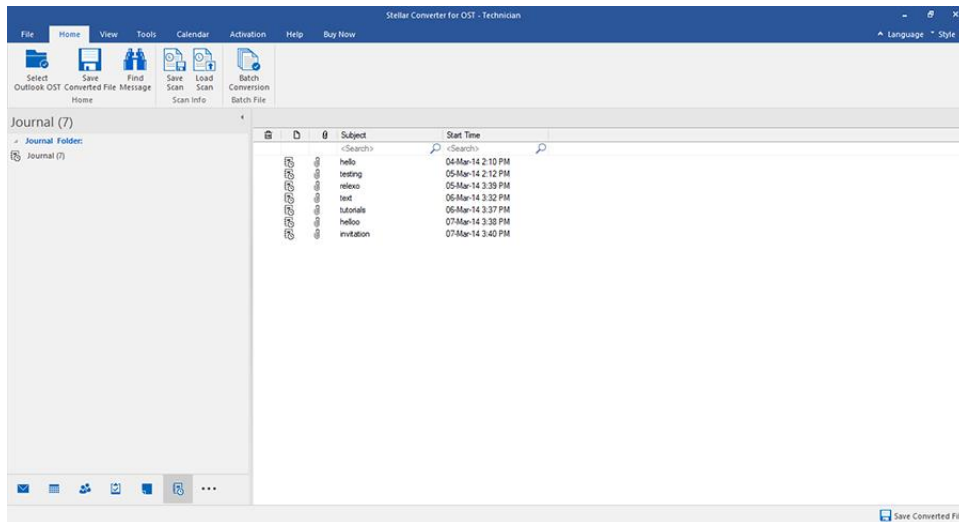 Stellar Converter for OST - Technician
File Home View Tools Calendar Activation Help Buy Now Language Style
Select Outlook OST
Save Converted File
Find Message
Save Scan
Load Scan
Batch Conversion
Home Scan Info Batch File
Journal (7)
Journal Folder:
Journal (7)
Subject Start Time
<Search> <Search>
hello 04-Mar-14 2:10 PM
testing 05-Mar-14 2:12 PM
relexo 05-Mar-14 3:39 PM
text 06-Mar-14 3:32 PM
tutorials 06-Mar-14 3:37 PM
helloo 07-Mar-14 3:38 PM
invitation 07-Mar-14 3:40 PM
Save Converted Fi